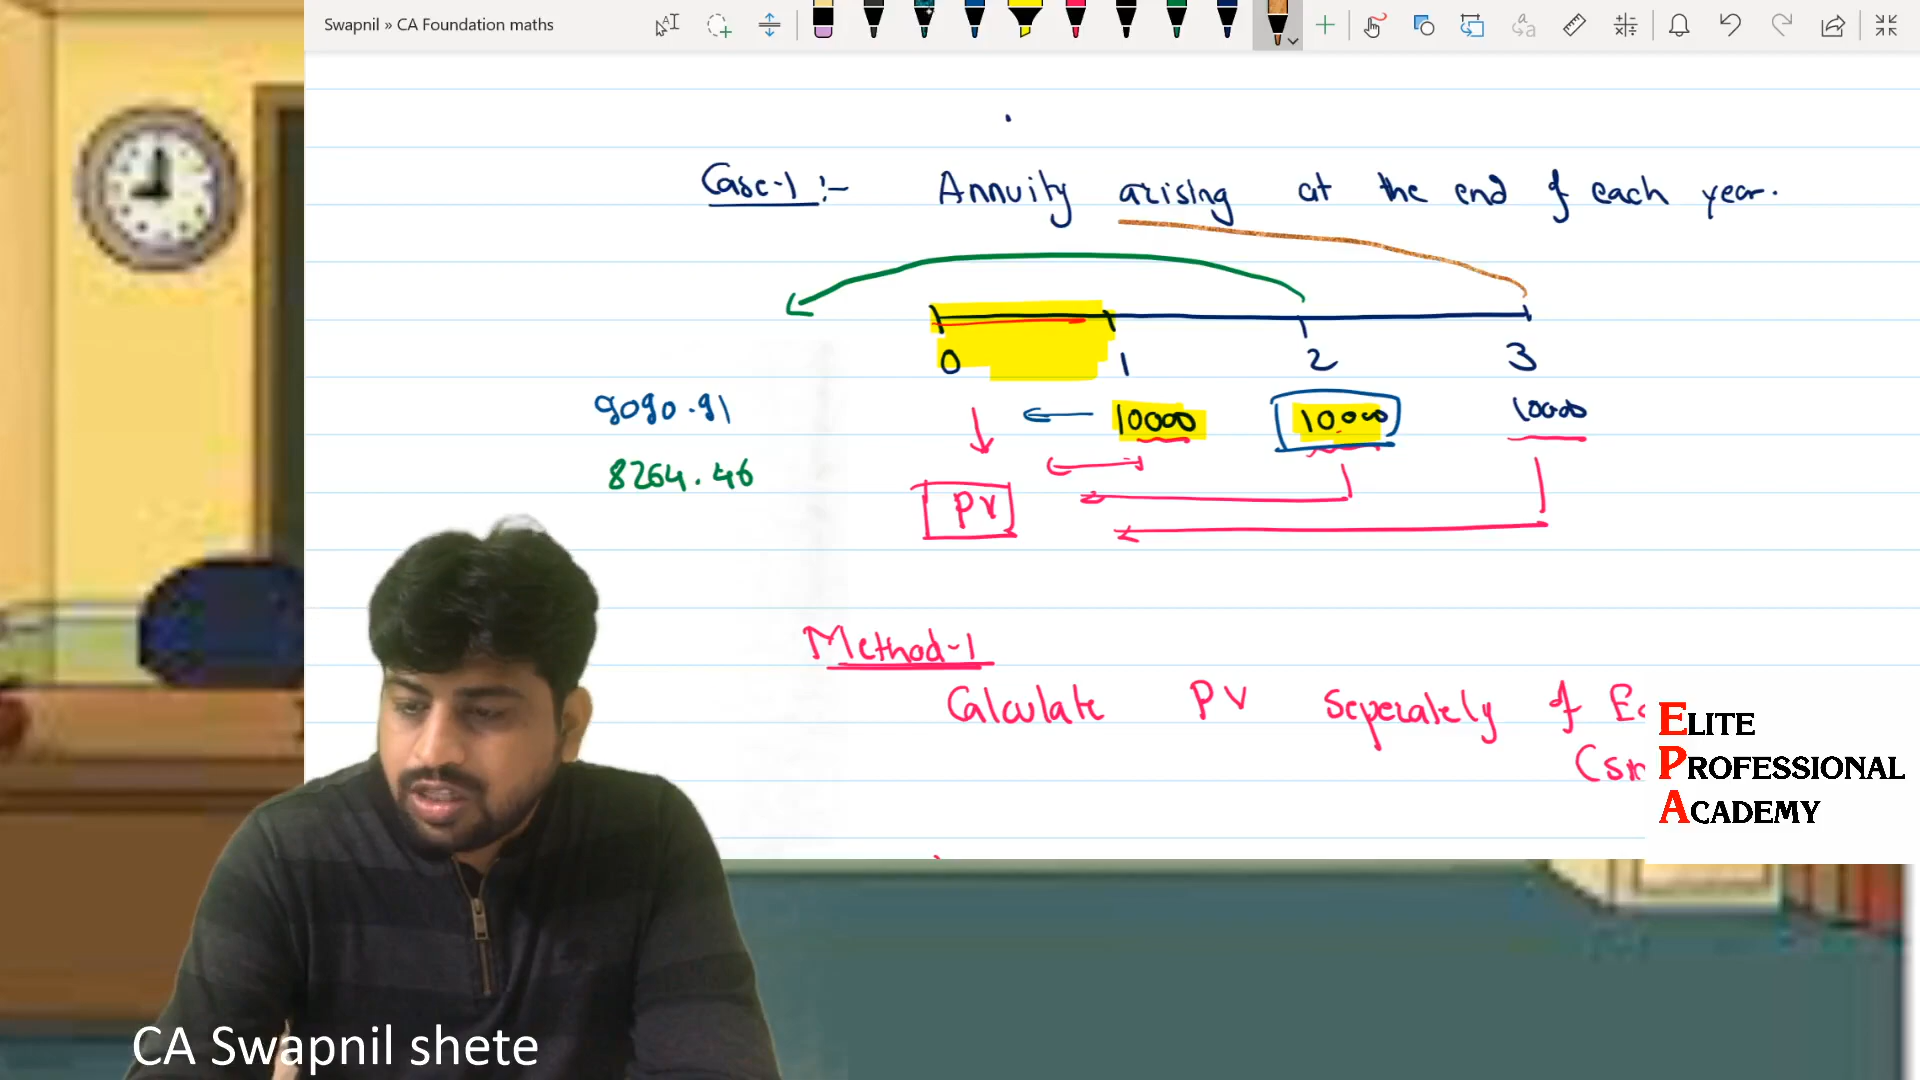 Swapnil » CA Foundation maths
Case-1 :- Annuity arising at the end of each year.
0 1 2 3
9090.91 10000 10000 10000
8264.46
PV
Method-1
Calculate PV Seperately of
ELITE
PROFESSIONAL
ACADEMY
CA Swapnil shete